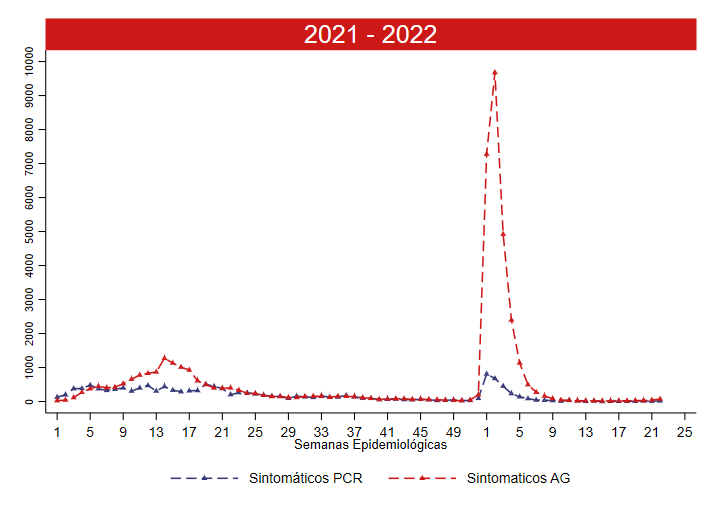 2021 - 2022
10000
9000
8000
7000
6000
5000
4000
3000
2000
1000
0
1 5 9 13 17 21 25 29 33 37 41 45 49 1 5 9 13 17 21 25
Semanas Epidemiológicas
Sintomáticos PCR Sintomaticos AG